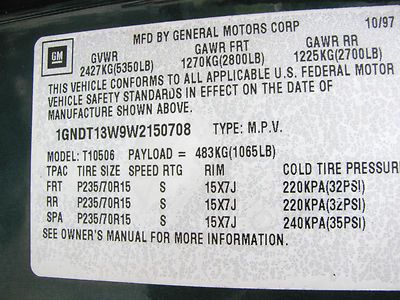 MFD BY GENERAL MOTORS CORP 10/97
GM
GVWR GAWR FRT GAWR RR
2427KG(5350LB) 1270KG(2800LB) 1225KG(2700LB)
THIS VEHICLE CONFORMS TO ALL APPLICABLE U.S. FEDERAL MOTOR
VEHICLE SAFETY STANDARDS IN EFFECT ON THE DATE OF
MANUFACTURE SHOWN ABOVE.
1GNDT13W9W2150708 TYPE: M.P.V.
MODEL: T10506 PAYLOAD = 483KG(1065LB)
TPAC TIRE SIZE SPEED RTG RIM COLD TIRE PRESSURE
FRT P235/70R15 S 15X7J 220KPA(32PSI)
RR P235/70R15 S 15X7J 220KPA(32PSI)
SPA P235/70R15 S 15X7J 240KPA(35PSI)
SEE OWNER'S MANUAL FOR MORE INFORMATION.